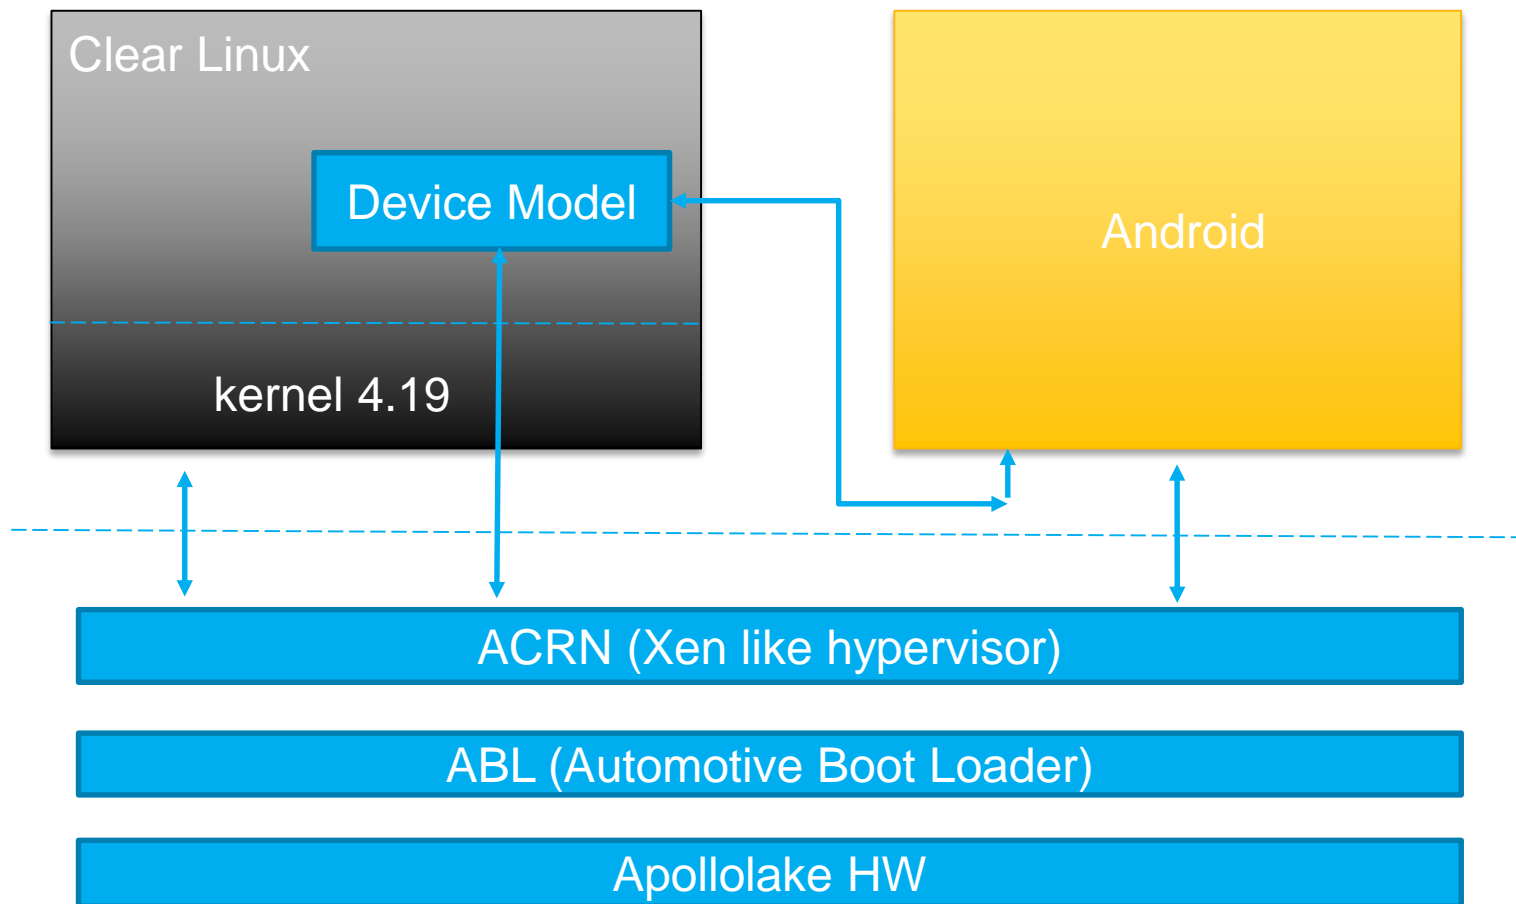 Clear Linux
Device Model
Android
kernel 4.19
ACRN (Xen like hypervisor)
ABL (Automotive Boot Loader)
Apollolake HW